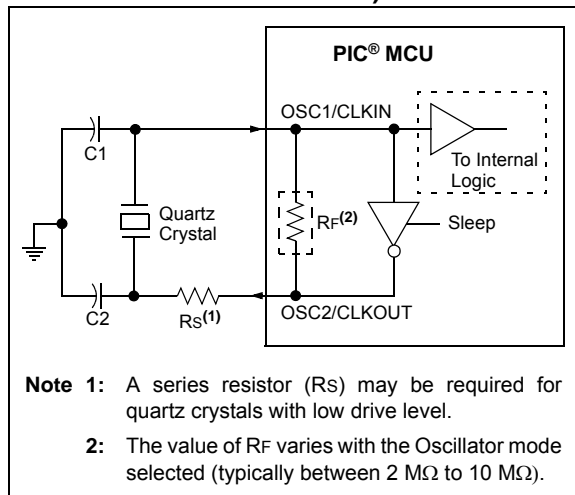 PIC® MCU
OSC1/CLKIN
C1
To Internal
Logic
Quartz
Crystal
RF(2)
Sleep
C2
RS(1)
OSC2/CLKOUT
Note 1: A series resistor (RS) may be required for
quartz crystals with low drive level.
2: The value of RF varies with the Oscillator mode
selected (typically between 2 MΩ to 10 MΩ).